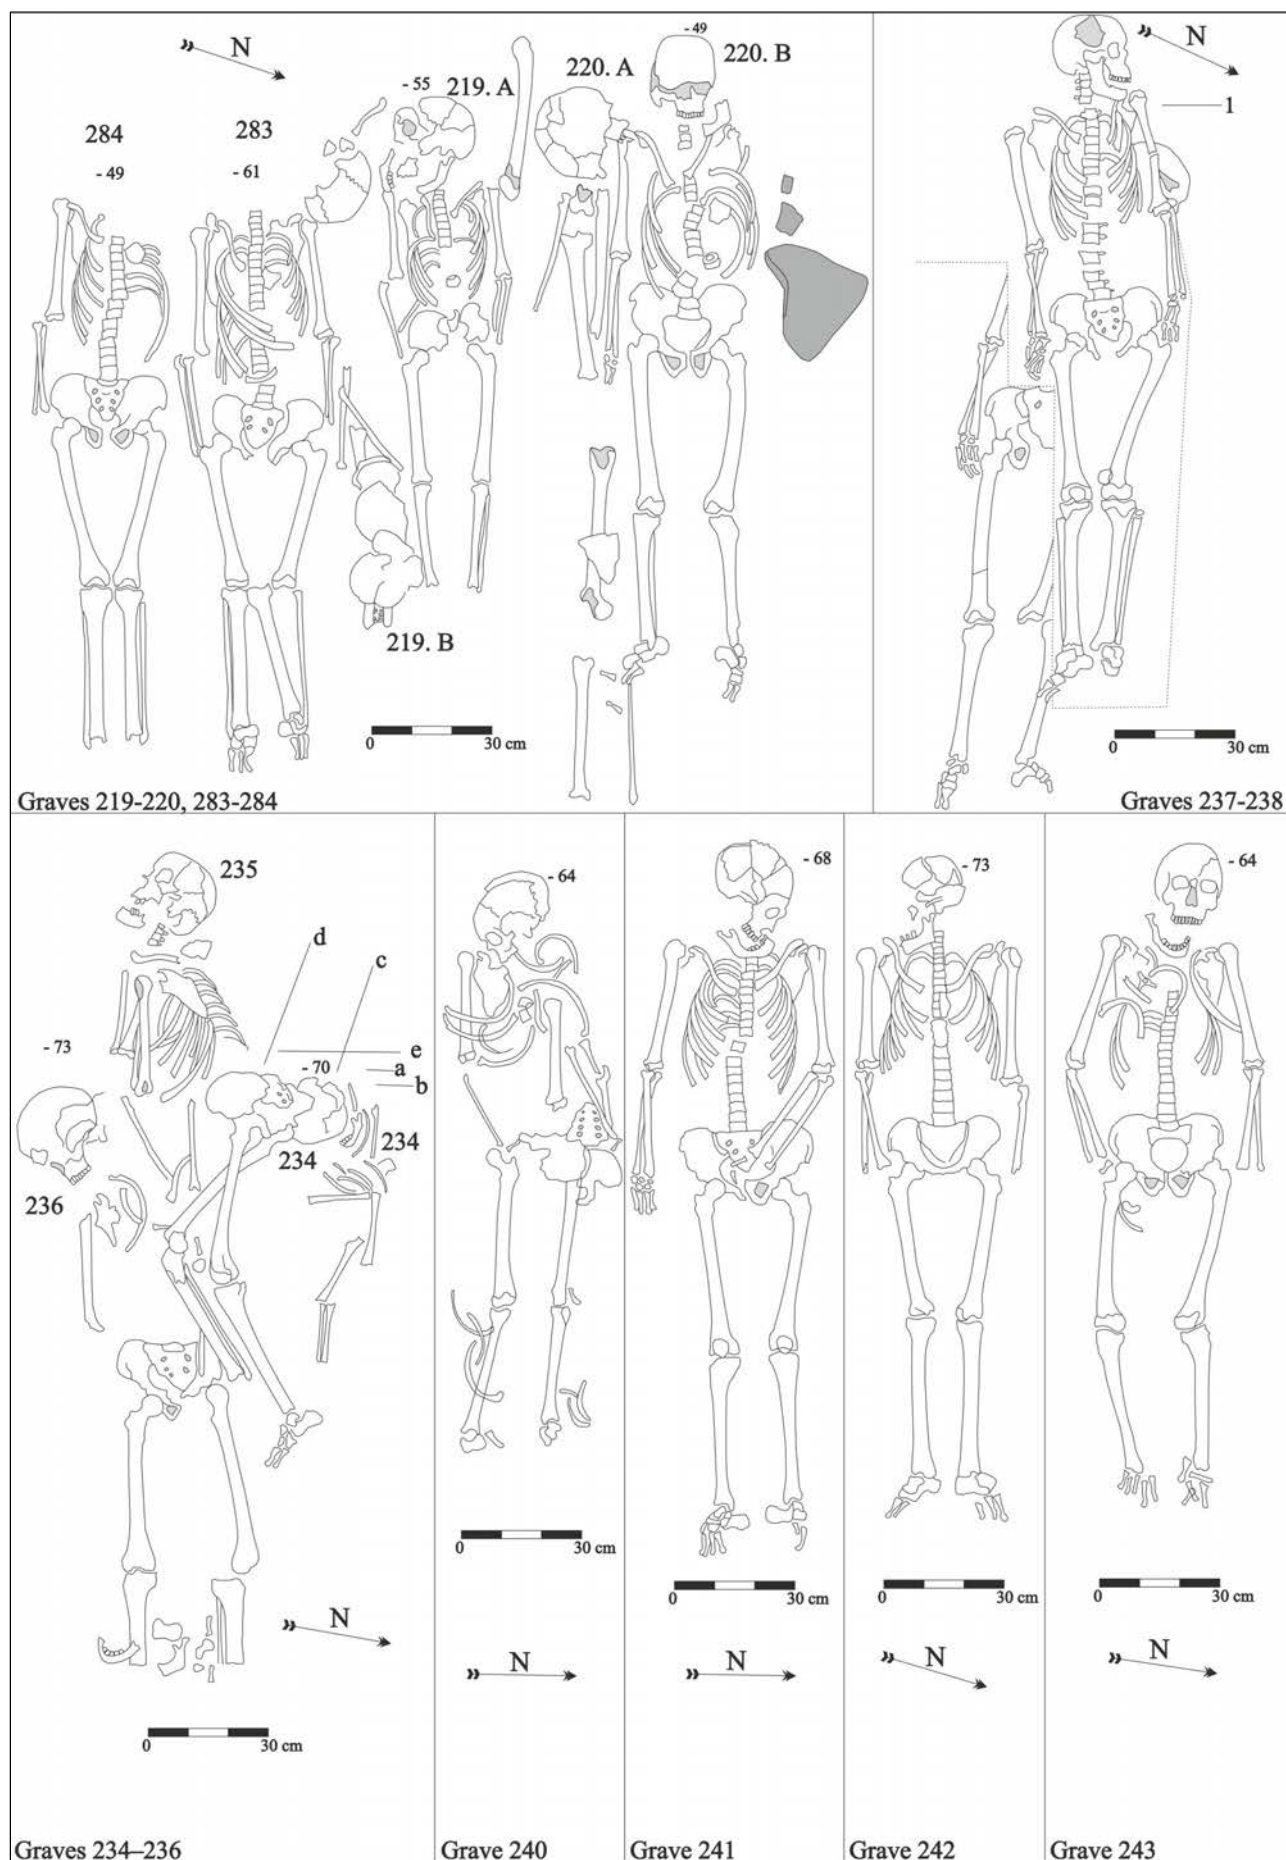 N
- 49
220. B
- 55
219. A
220. A
284
283
- 49
- 61
219. B
0 30 cm
Graves 219-220, 283-284
N
1
0 30 cm
Graves 237-238
235
d
c
- 73
e
- 70
a
b
234
234
236
N
0 30 cm
Graves 234–236
- 64
0 30 cm
N
Grave 240
- 68
0 30 cm
N
Grave 241
- 73
0 30 cm
N
Grave 242
- 64
0 30 cm
N
Grave 243